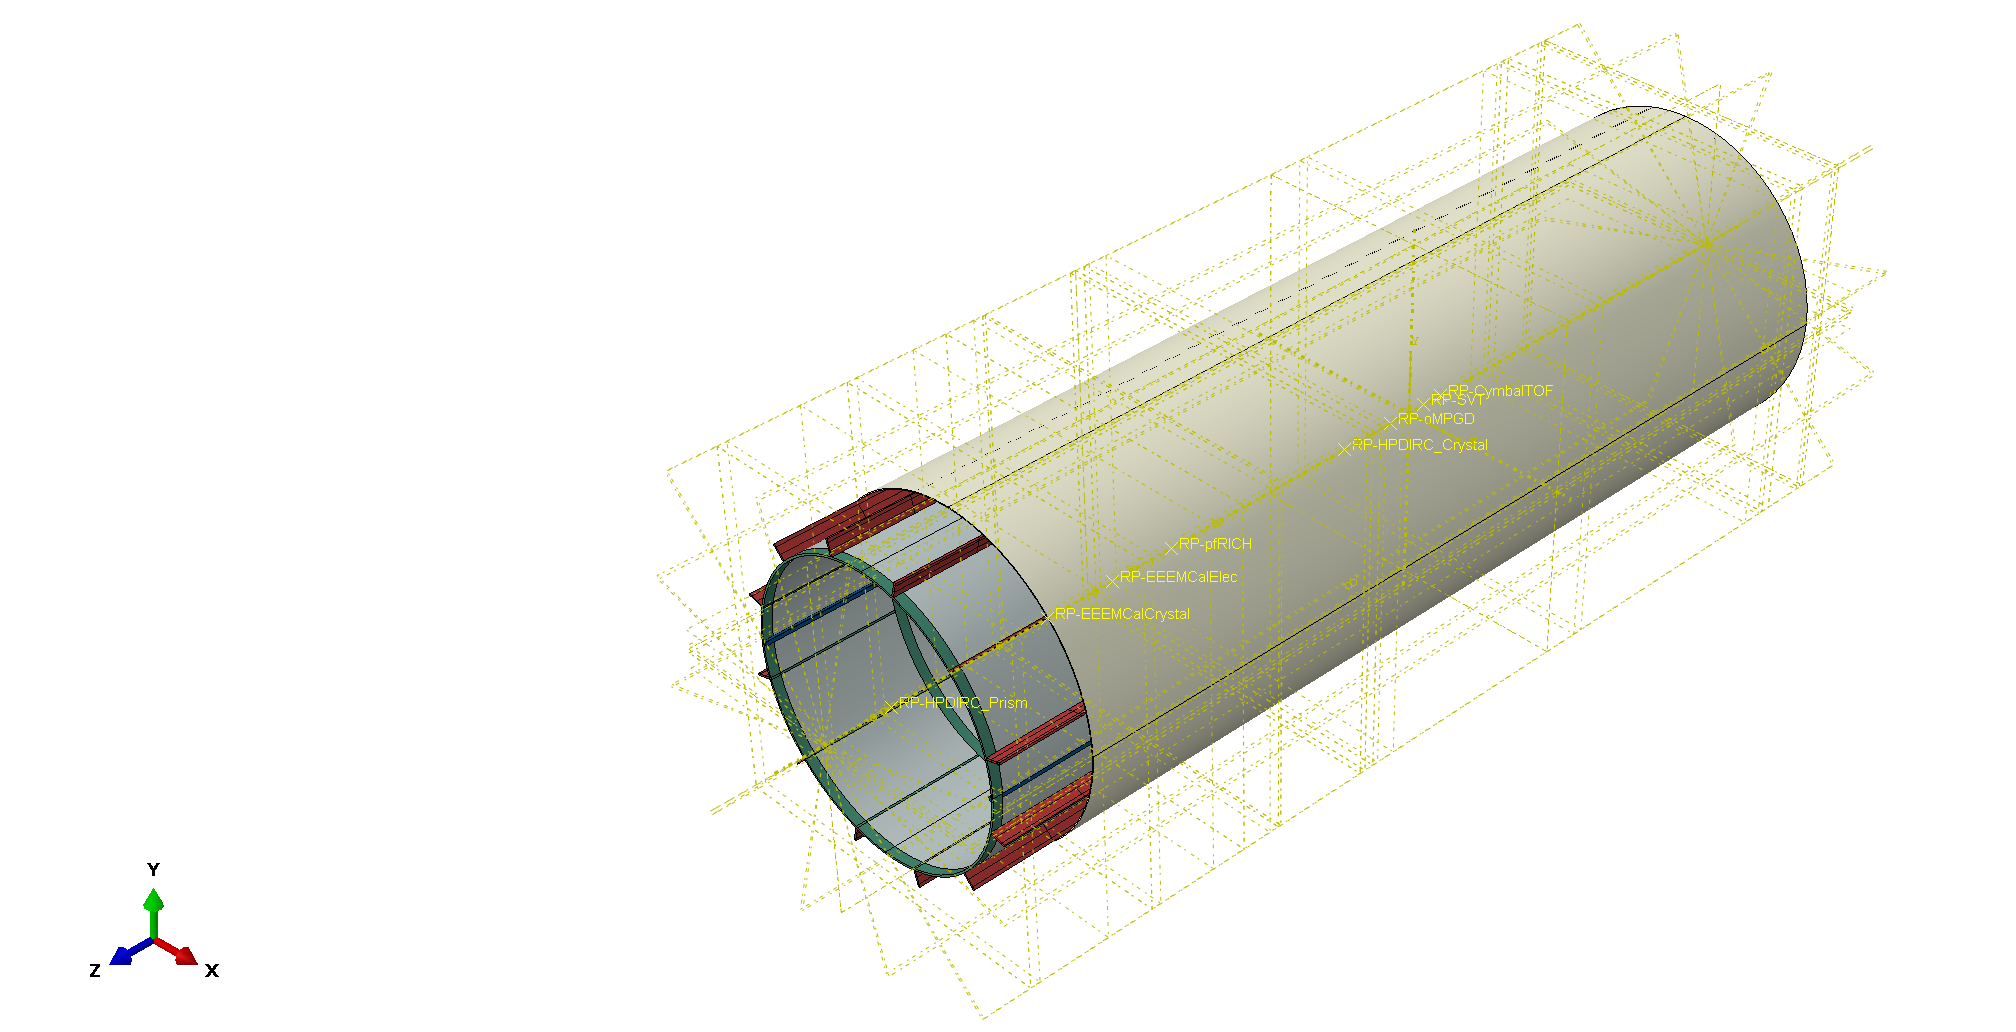 RP-CymbalTOF
RP-SVT
RP-oMPGD
RP-HPDIRC_Crystal
RP-pfRICH
RP-EEEMCalElec
RP-EEEMCalCrystal
RP-HPDIRC_Prism
Y
Z
X